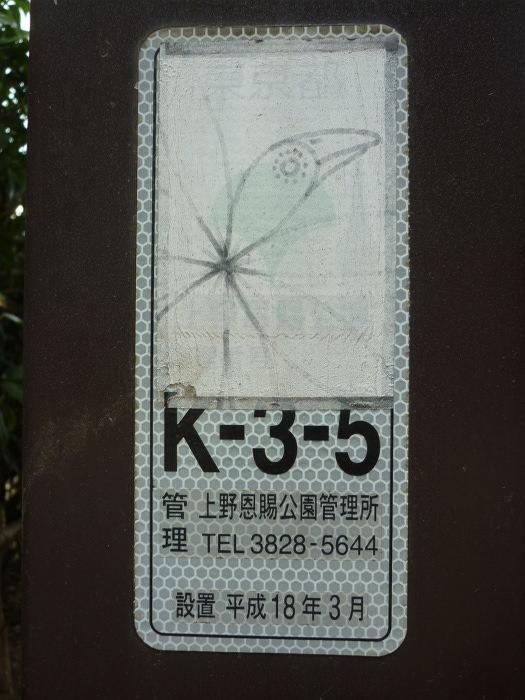 K-3-5
管理 上野恩賜公園管理所
TEL 3828-5644
設置 平成18年3月